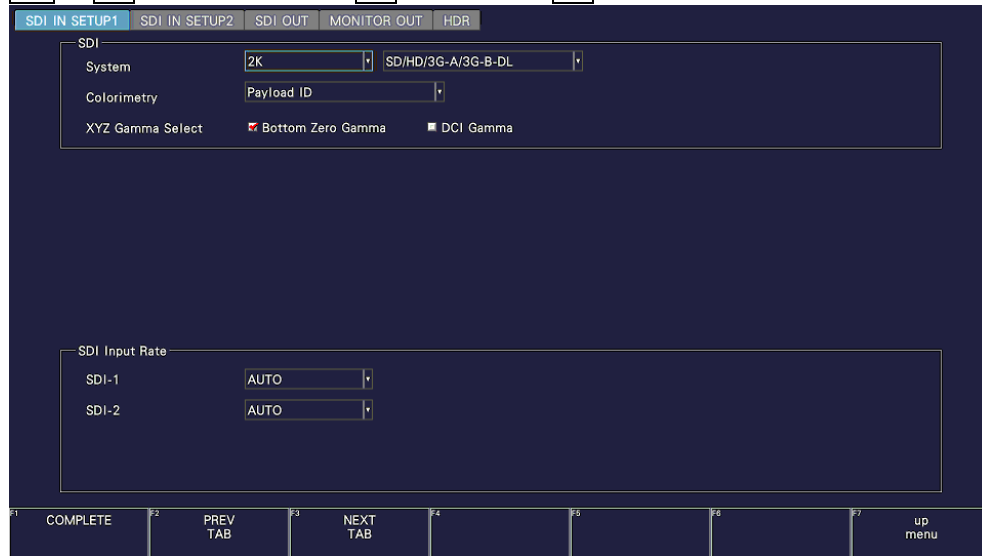 SDI IN SETUP1 SDI IN SETUP2 SDI OUT MONITOR OUT HDR
SDI
System 2K SD/HD/3G-A/3G-B-DL
Colorimetry Payload ID
XYZ Gamma Select Bottom Zero Gamma DCI Gamma
SDI Input Rate
SDI-1 AUTO
SDI-2 AUTO
F1 COMPLETE F2 PREV TAB F3 NEXT TAB F4 F5 F6 F7 up menu